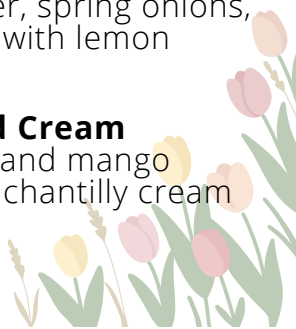 er, spring onions,
with lemon
d Cream
and mango
chantilly cream